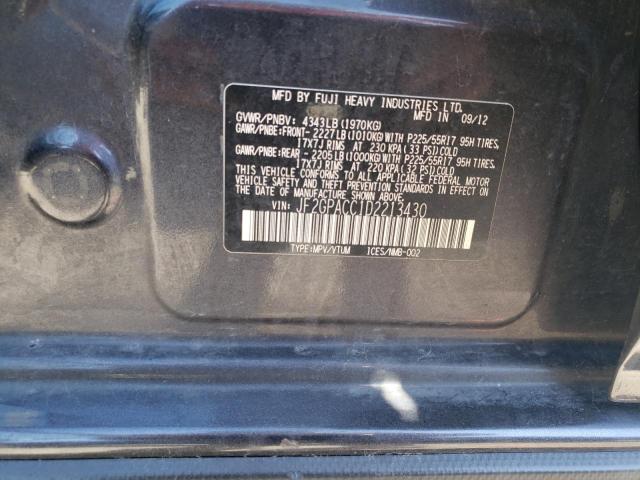 MFD BY FUJI HEAVY INDUSTRIES LTD.
MFD IN 09/12
GVWR/PNBV: 4343LB(1970KG)
GAWR/PNBE:FRONT-2227LB(1010KG)WITH P225/55R17 95H TIRES,
17X7J RIMS AT 230KPA(33 PSI)COLD
GAWR/PNBE:REAR -2205LB(1000KG)WITH P225/55R17 95H TIRES,
17X7J RIMS AT 220KPA(32 PSI)COLD
THIS VEHICLE CONFORMS TO ALL APPLICABLE FEDERAL MOTOR
VEHICLE SAFETY AND THEFT PREVENTION STANDARDS IN EFFECT ON
THE DATE OF MANUFACTURE SHOWN ABOVE.
VIN: JF2GPACC1D2213430
TYPE:MPV/VTUM ICES/NMB-002